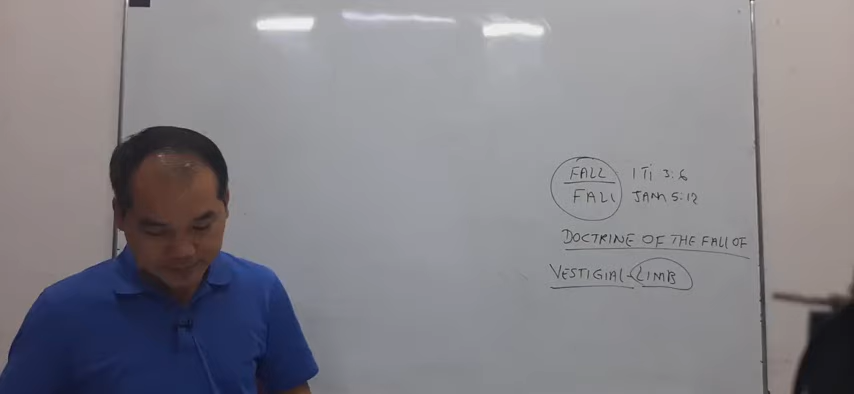 FALL 1 Ti 3:6
FALL JAM 5:12
DOCTRINE OF THE FALL OF
VESTIGIAL - LIMB